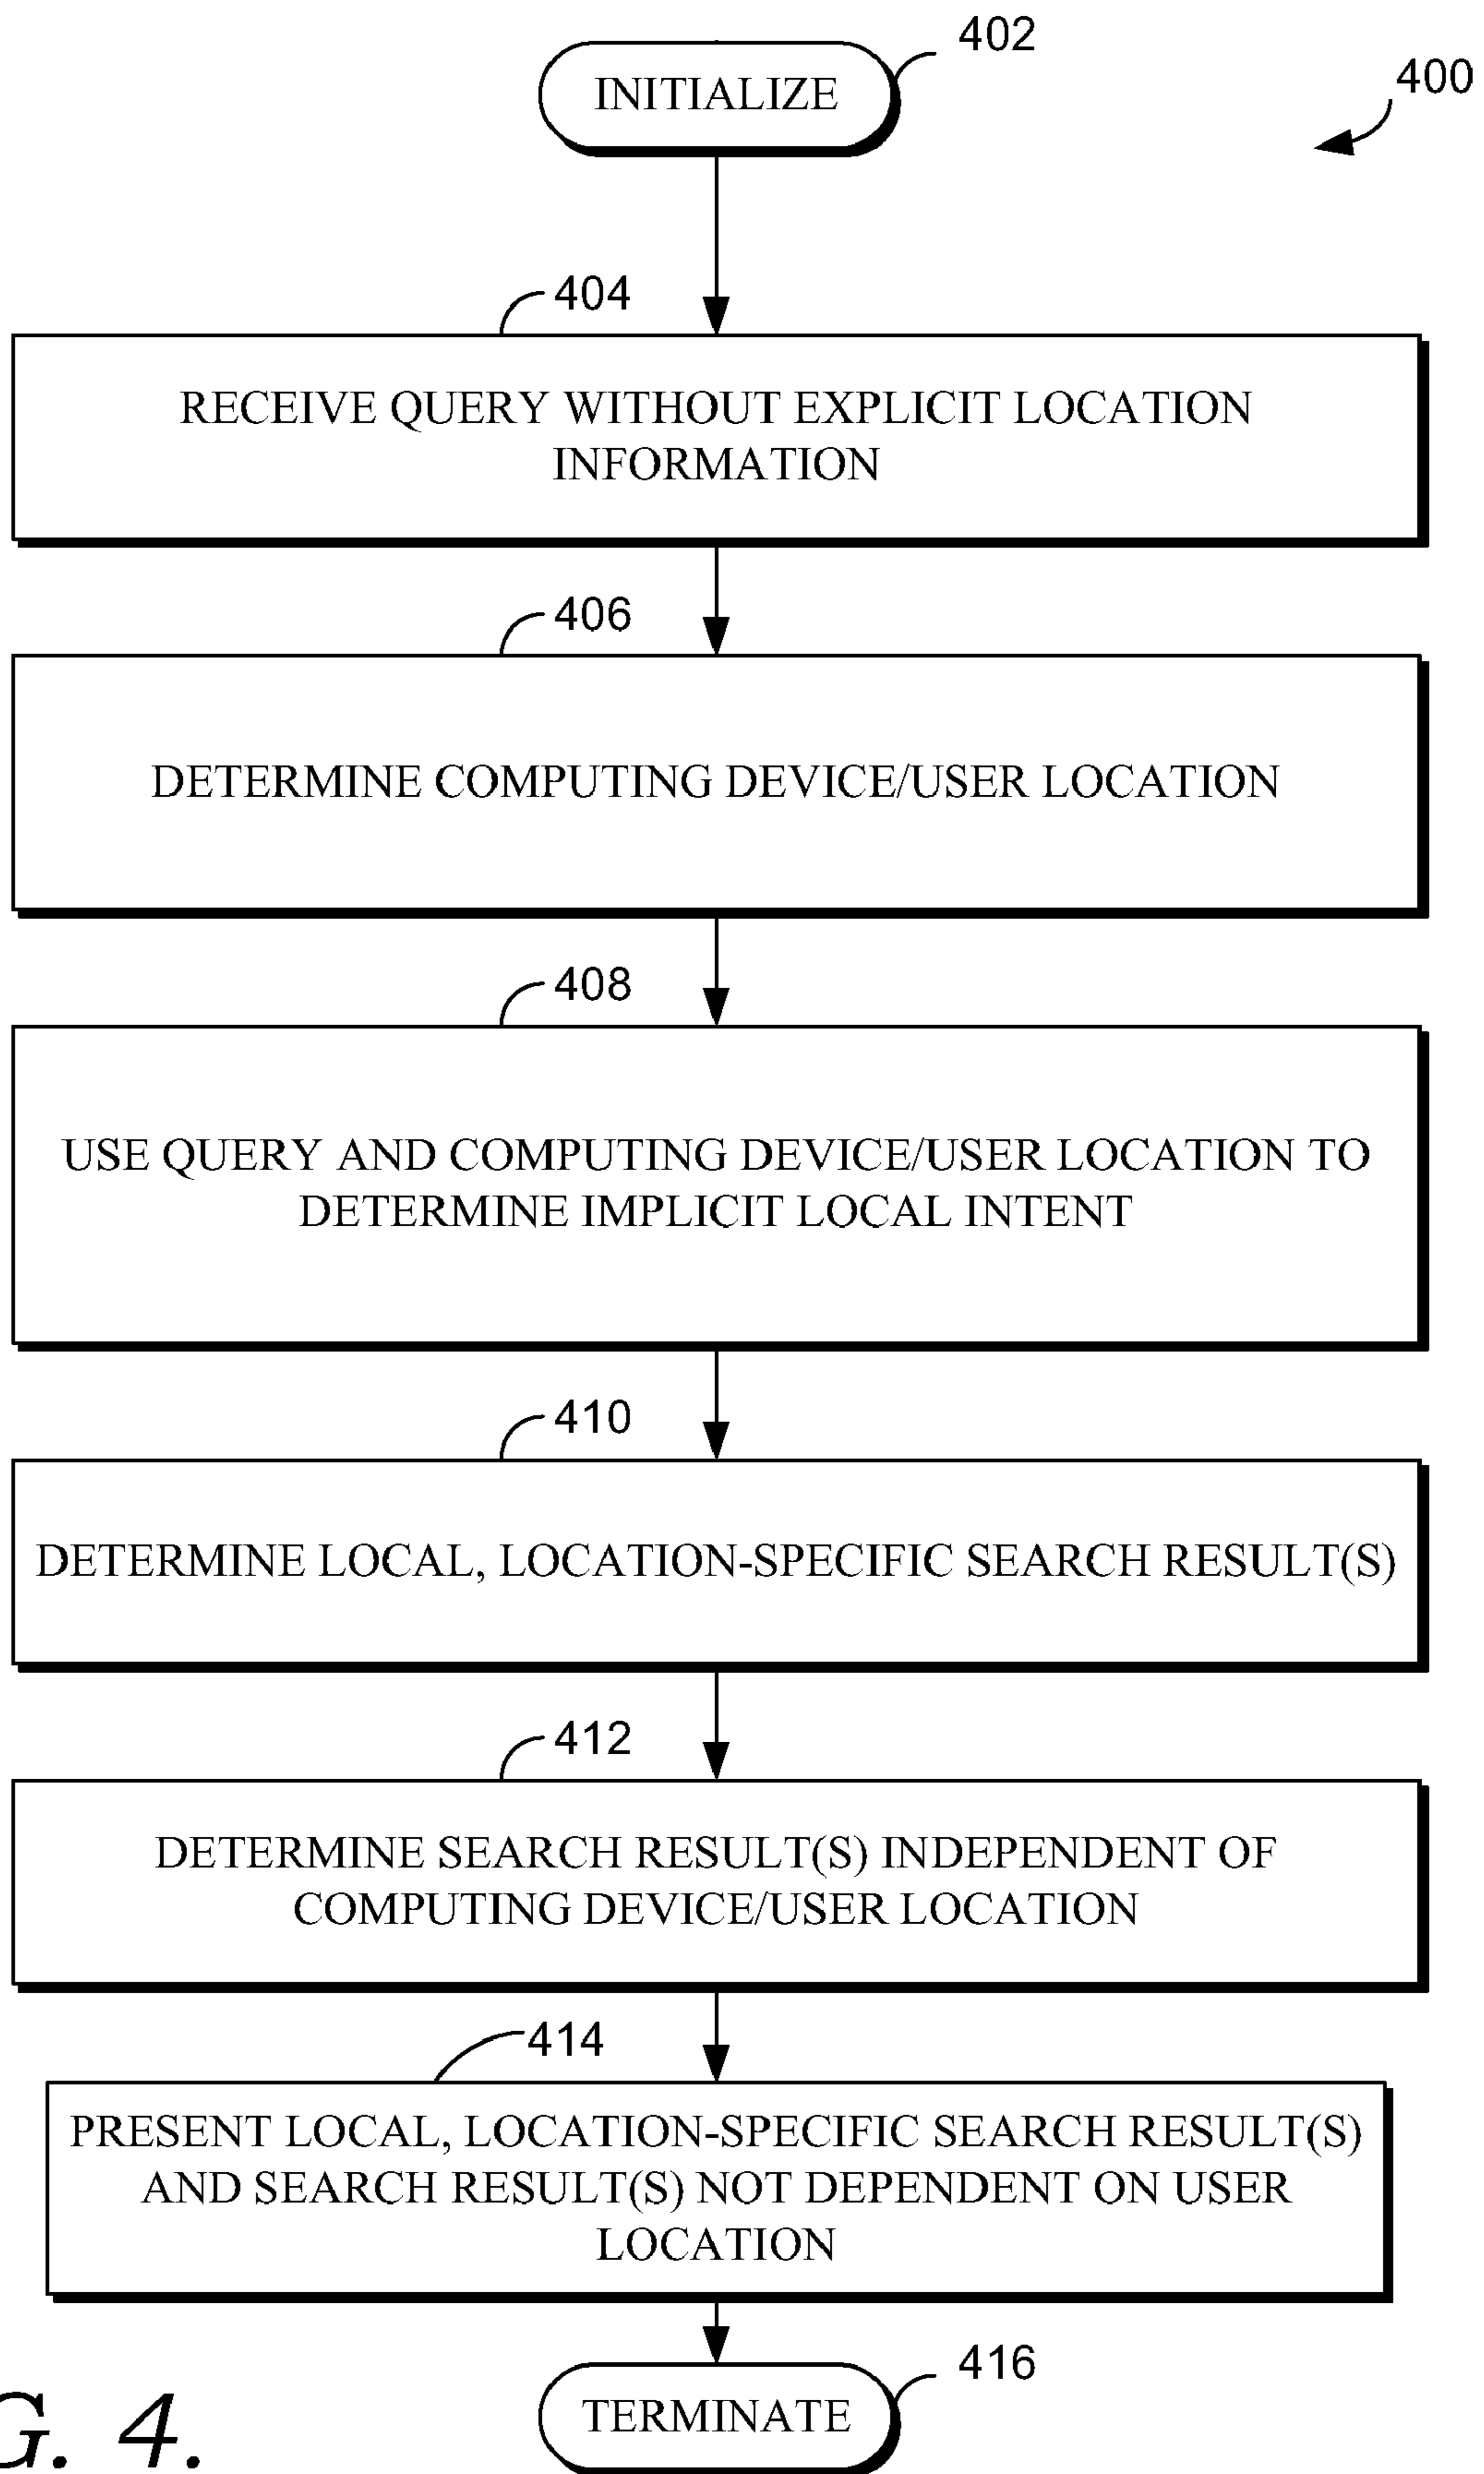 402
INITIALIZE
400
404
RECEIVE QUERY WITHOUT EXPLICIT LOCATION
INFORMATION
406
DETERMINE COMPUTING DEVICE/USER LOCATION
408
USE QUERY AND COMPUTING DEVICE/USER LOCATION TO
DETERMINE IMPLICIT LOCAL INTENT
410
DETERMINE LOCAL, LOCATION-SPECIFIC SEARCH RESULT(S)
412
DETERMINE SEARCH RESULT(S) INDEPENDENT OF
COMPUTING DEVICE/USER LOCATION
414
PRESENT LOCAL, LOCATION-SPECIFIC SEARCH RESULT(S)
AND SEARCH RESULT(S) NOT DEPENDENT ON USER
LOCATION
416
TERMINATE
G. 4.